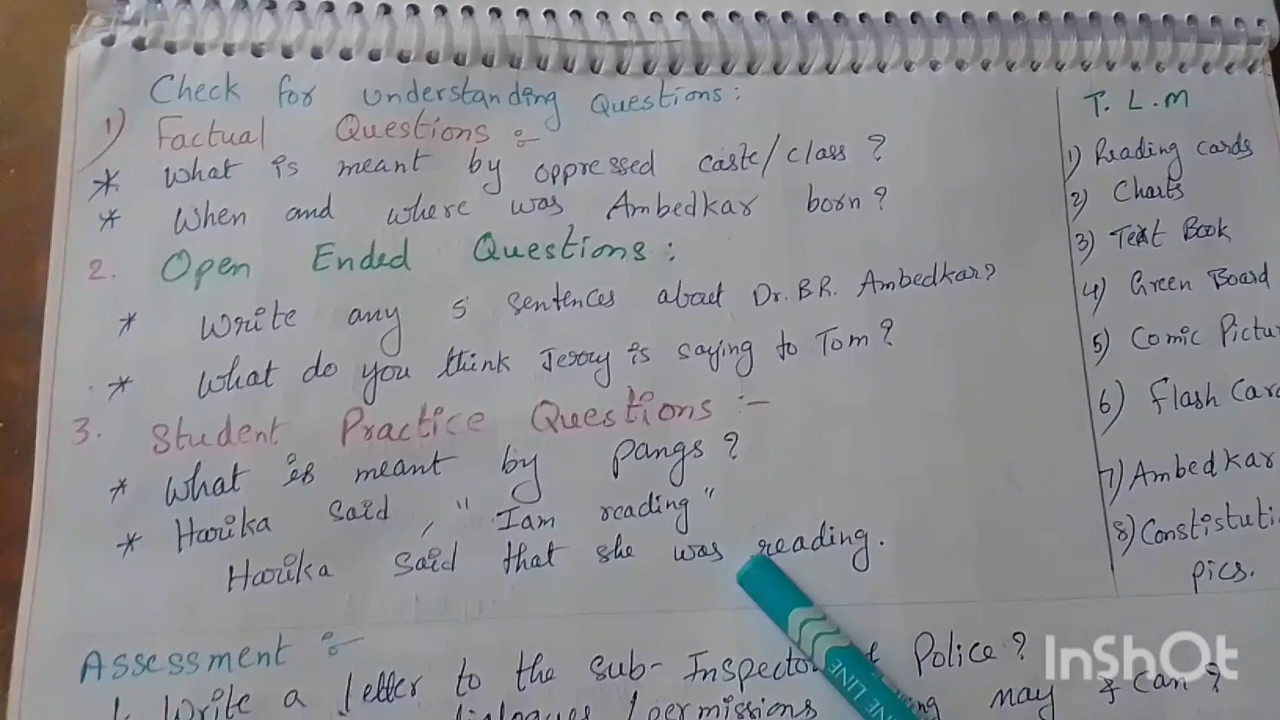 Check for Understanding Questions:
1) Factual Questions :-
* What is meant by oppressed caste/class ?
* When and where was Ambedkar born ?
2. Open Ended Questions :
* Write any 5 sentences about Dr. B.R. Ambedkar?
* What do you think Jerry is saying to Tom ?
3. Student Practice Questions :-
* What is meant by pangs ?
* Harika said, "I am reading"
Harika said that she was reading.
Assessment :-
1. Write a letter to the Sub-Inspector Police ?
dialogues / permissions may & can ?
T. L. M
1) Reading cards
2) Charts
3) Text Book
4) Green Board
5) Comic
6) Flash
7) Ambedkar
8)
pics.
LINE
InShOt